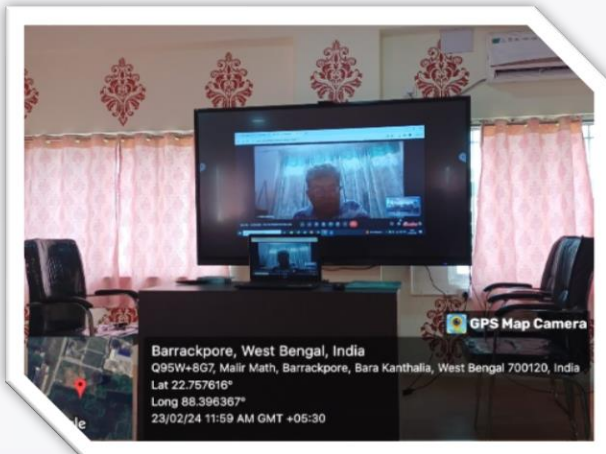 GPS Map Camera
Barrackpore, West Bengal, India
Q95W+8G7, Malir Math, Barrackpore, Bara Kanthalia, West Bengal 700120, India
Lat 22.757616°
Long 88.396367°
23/02/24 11:59 AM GMT +05:30